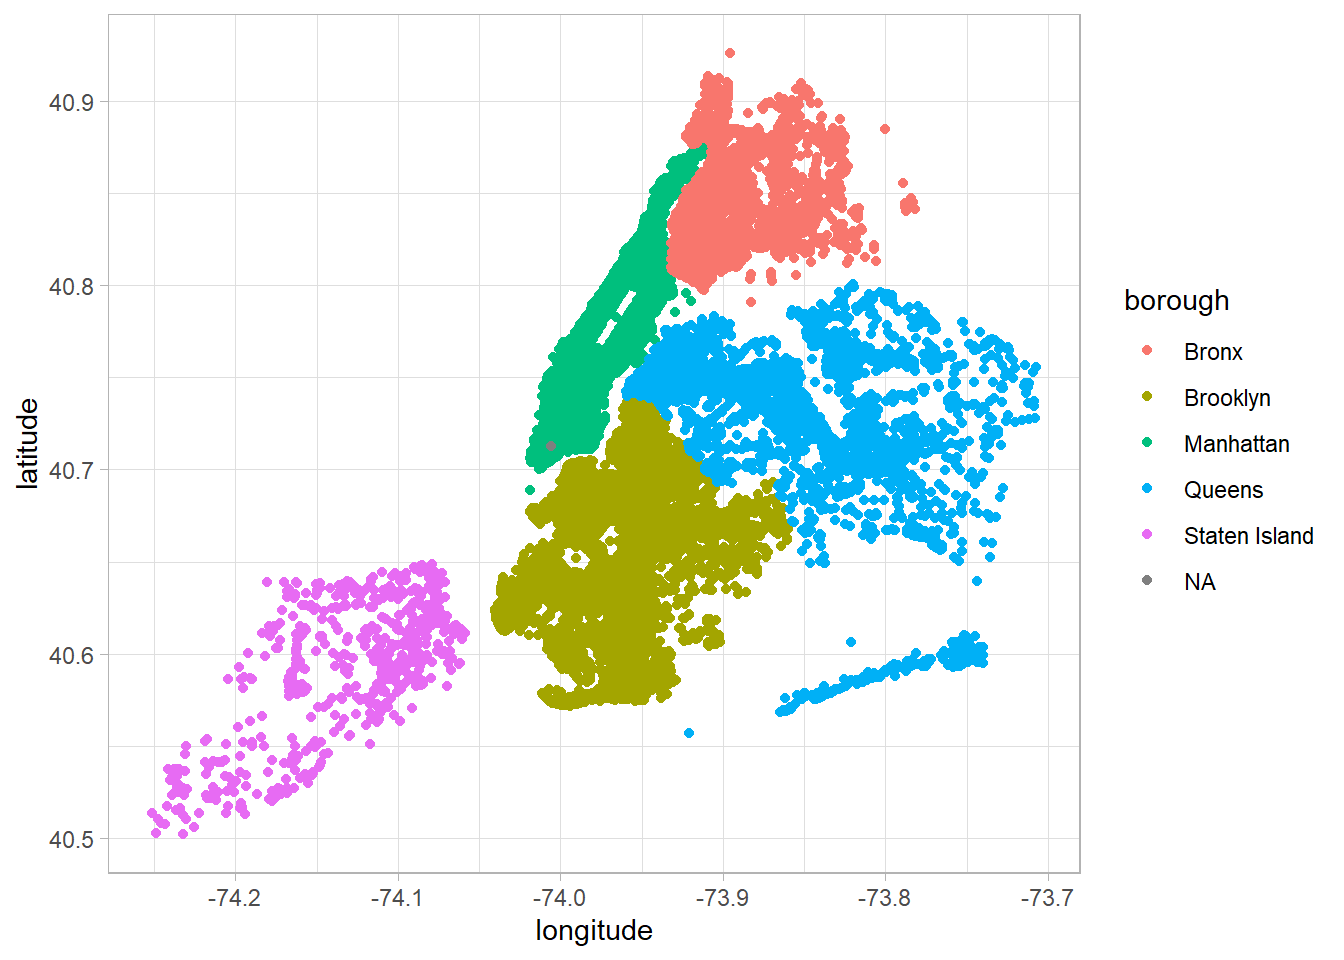 40.9
40.8
40.7
40.6
40.5
latitude
-74.2
-74.1
-74.0
-73.9
-73.8
-73.7
longitude
borough
Bronx
Brooklyn
Manhattan
Queens
Staten Island
NA